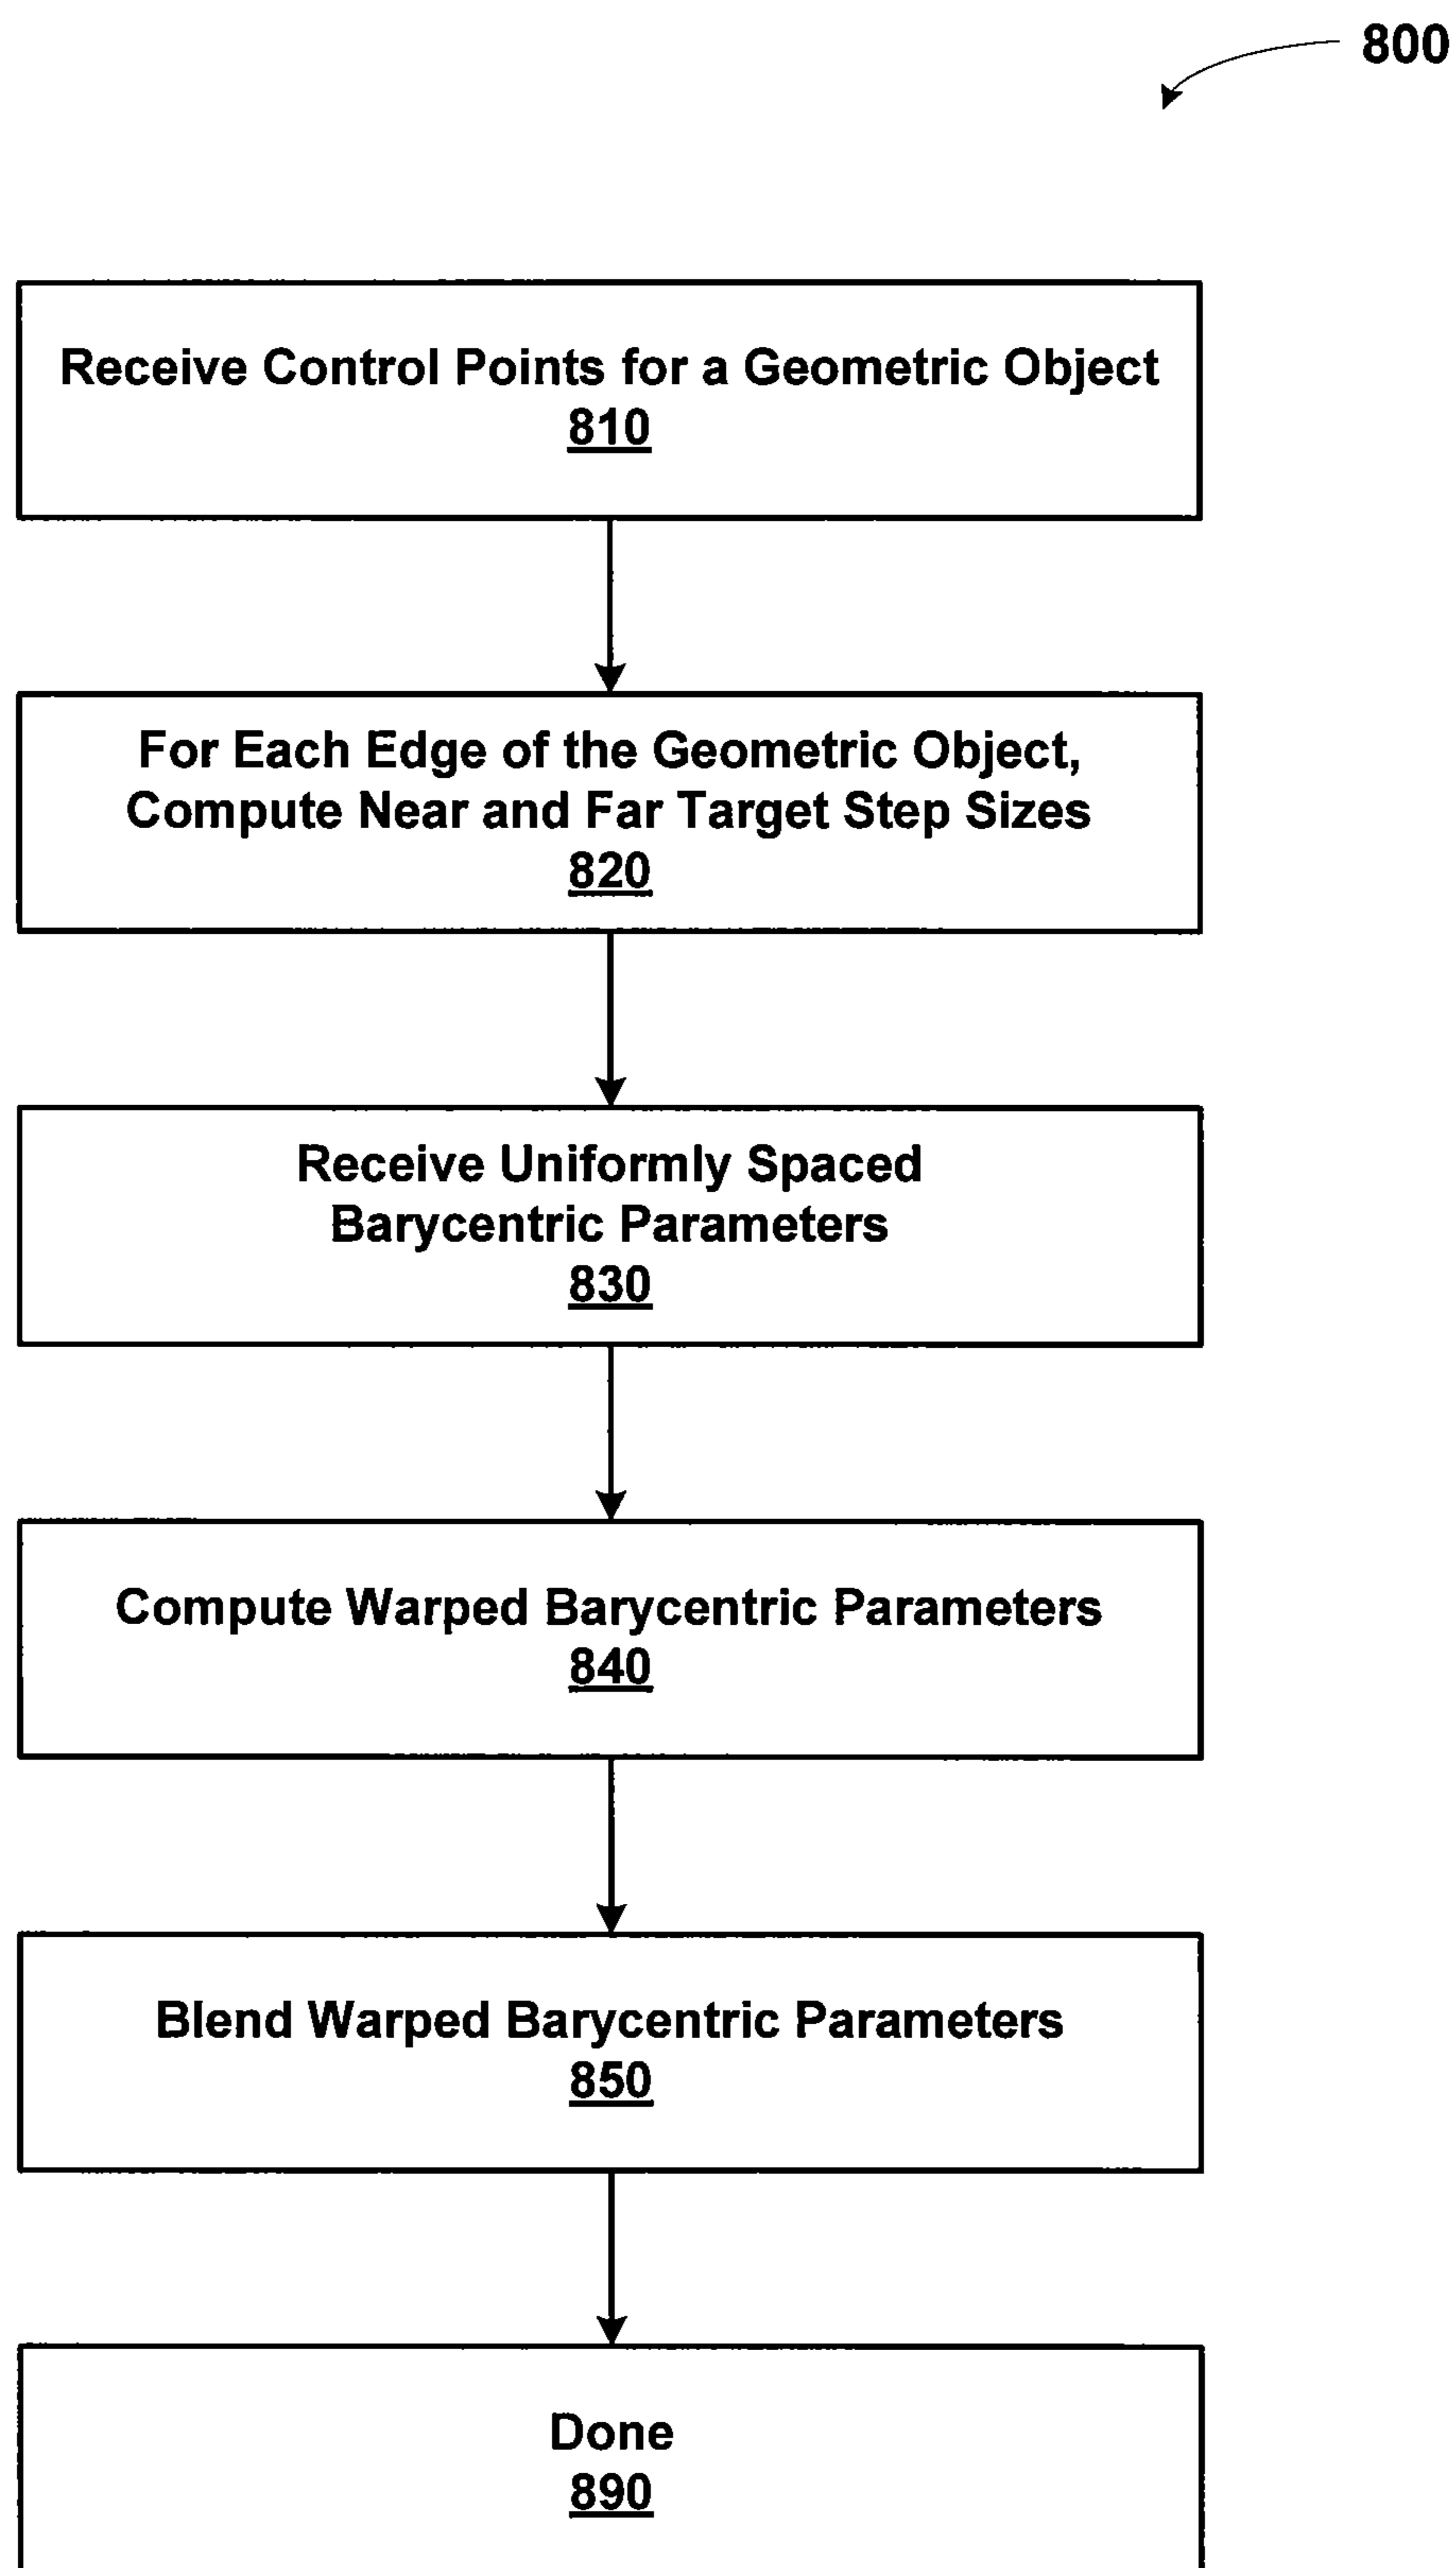 800
Receive Control Points for a Geometric Object
810
For Each Edge of the Geometric Object,
Compute Near and Far Target Step Sizes
820
Receive Uniformly Spaced
Barycentric Parameters
830
Compute Warped Barycentric Parameters
840
Blend Warped Barycentric Parameters
850
Done
890